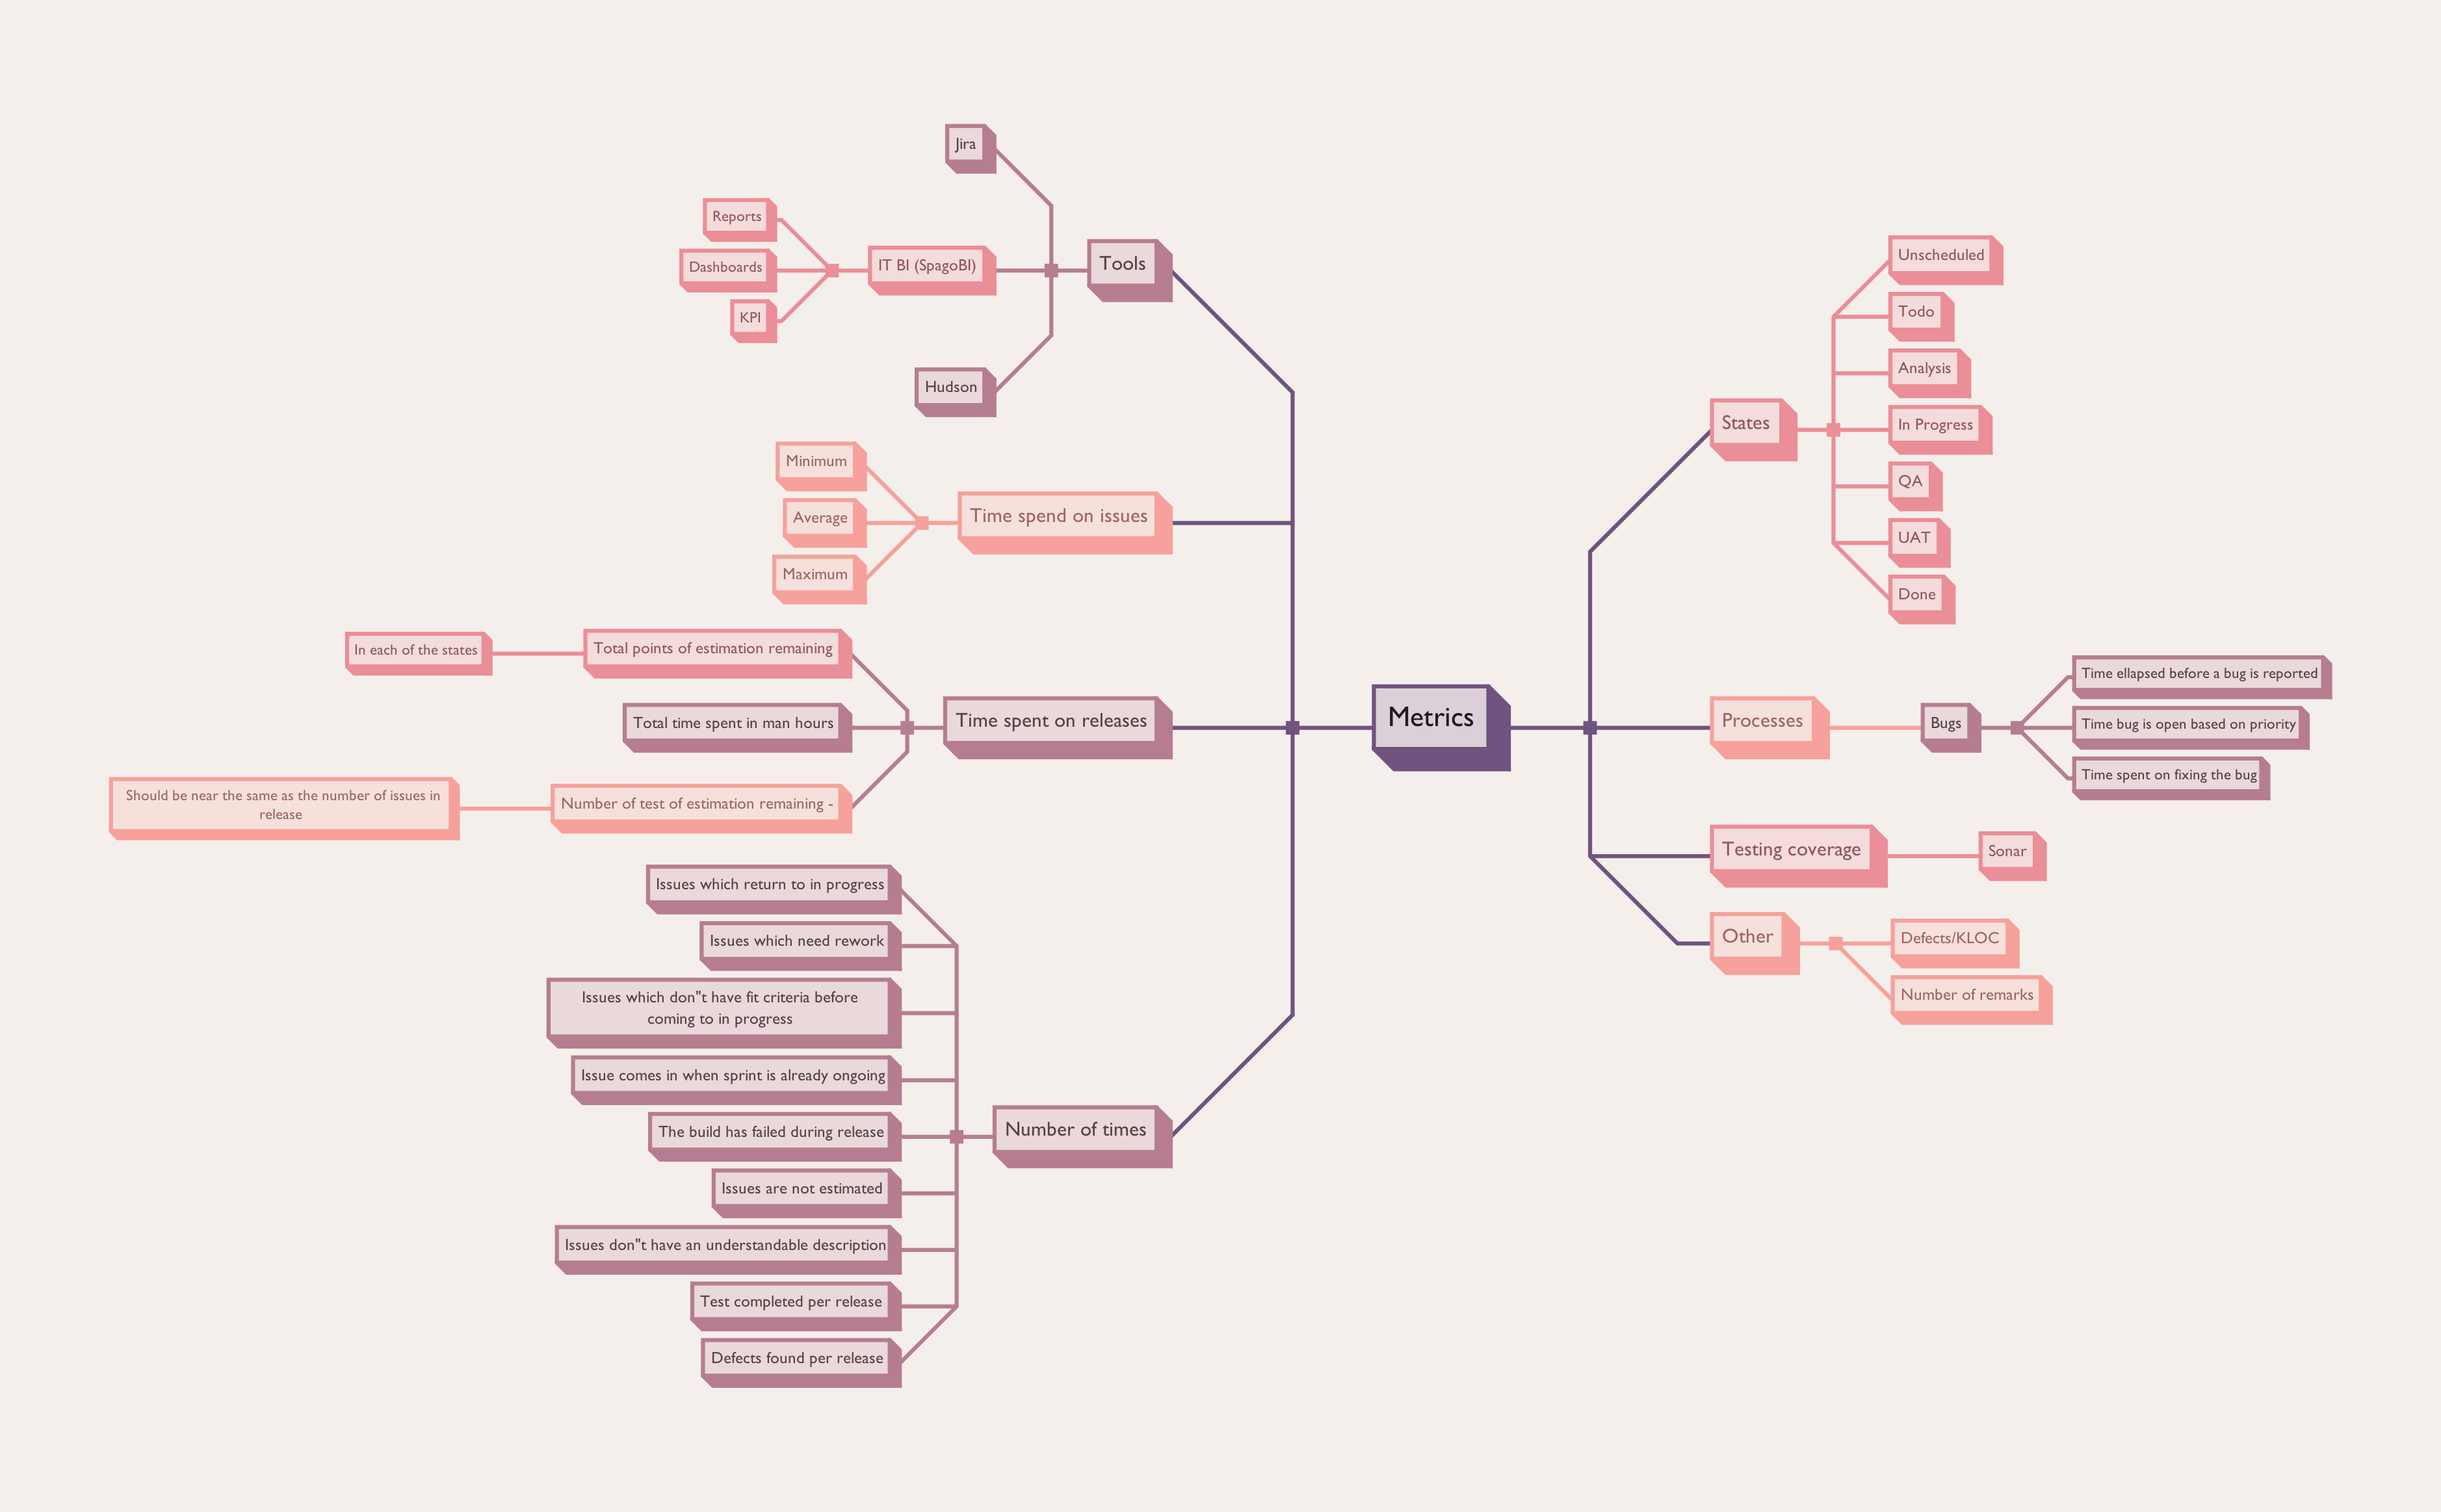 Metrics
Tools
Jira
IT BI (SpagoBI)
Reports
Dashboards
KPI
Hudson
Time spend on issues
Minimum
Average
Maximum
Time spent on releases
Total points of estimation remaining
In each of the states
Total time spent in man hours
Number of test of estimation remaining -
Should be near the same as the number of issues in
release
Number of times
Issues which return to in progress
Issues which need rework
Issues which don"t have fit criteria before
coming to in progress
Issue comes in when sprint is already ongoing
The build has failed during release
Issues are not estimated
Issues don"t have an understandable description
Test completed per release
Defects found per release
States
Unscheduled
Todo
Analysis
In Progress
QA
UAT
Done
Processes
Bugs
Time ellapsed before a bug is reported
Time bug is open based on priority
Time spent on fixing the bug
Testing coverage
Sonar
Other
Defects/KLOC
Number of remarks